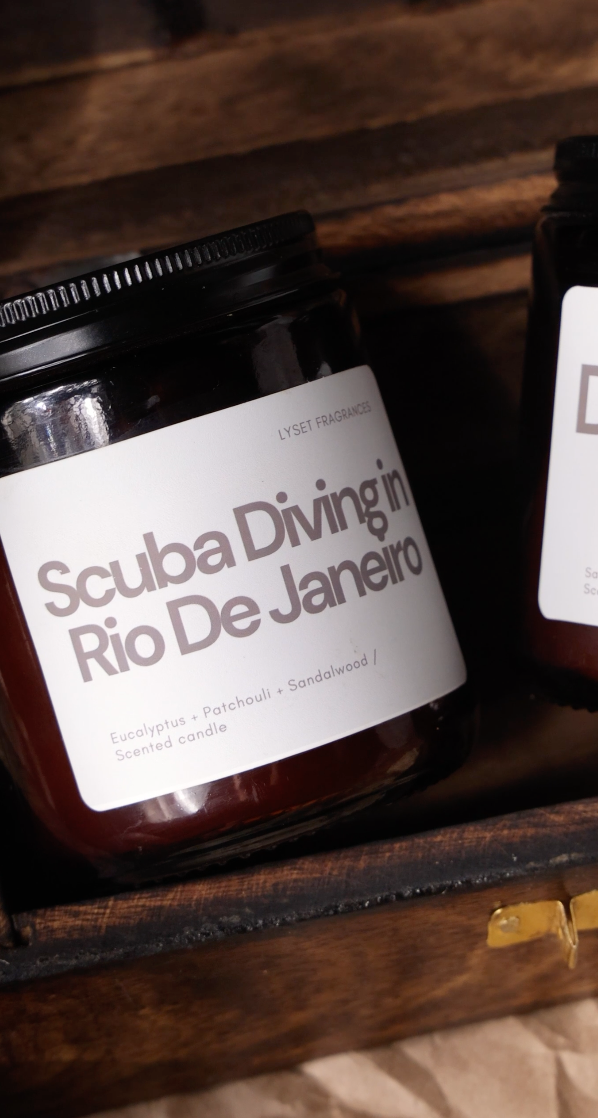 LYSET FRAGRANCES
Scuba Diving in
Rio De Janeiro
Eucalyptus + Patchouli + Sandalwood /
Scented candle